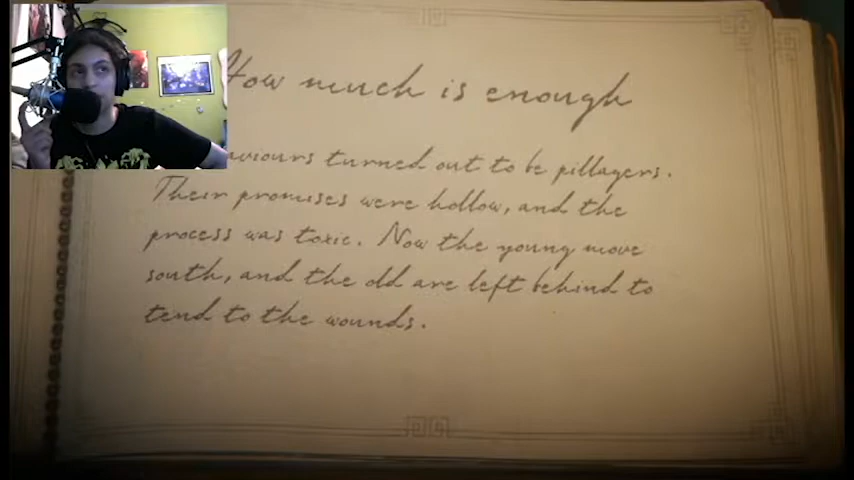 How much is enough
aviours turned out to be pillagers.
Their promises were hollow, and the
process was toxic. Now the young move
south, and the old are left behind to
tend to the wounds.